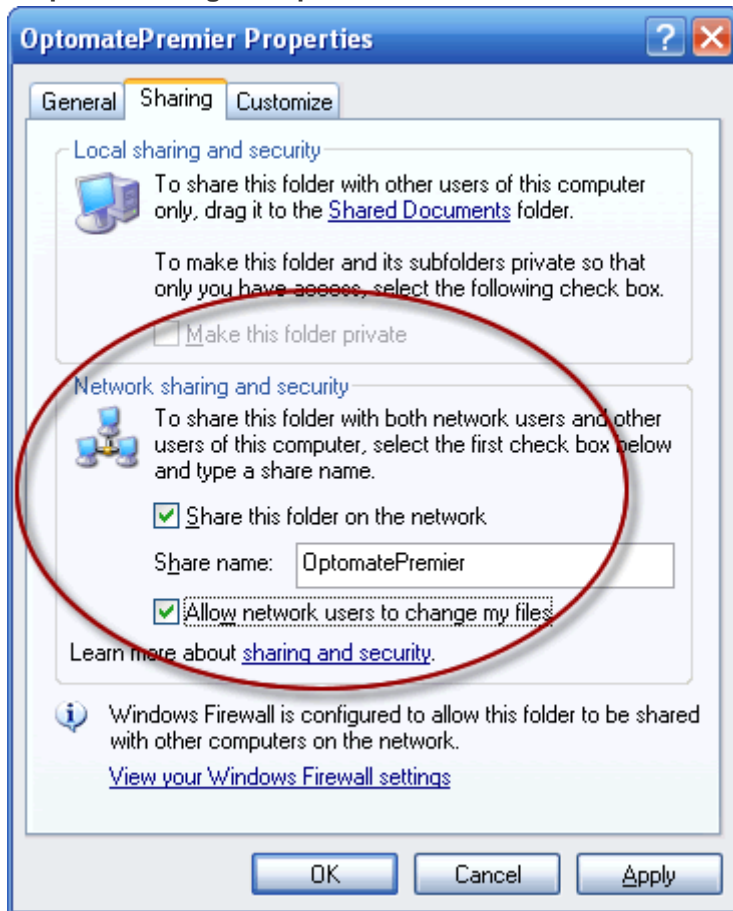 OptomatePremier Properties
General Sharing Customize
Local sharing and security
To share this folder with other users of this computer
only, drag it to the Shared Documents folder.
To make this folder and its subfolders private so that
only you have access, select the following check box.
Make this folder private
Network sharing and security
To share this folder with both network users and other
users of this computer, select the first check box below
and type a share name.
Share this folder on the network
Share name: OptomatePremier
Allow network users to change my files
Learn more about sharing and security.
Windows Firewall is configured to allow this folder to be shared
with other computers on the network.
View your Windows Firewall settings
OK Cancel Apply